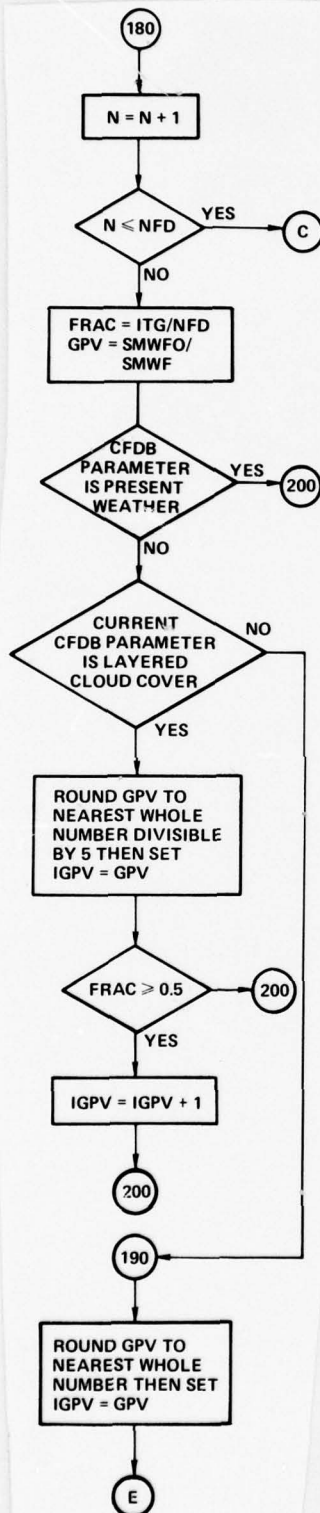 180
N = N + 1
N ⩽ NFD
YES
C
NO
FRAC = ITG/NFD
GPV = SMWFO/
SMWF
CFDB
PARAMETER
IS PRESENT
WEATHER
YES
200
NO
CURRENT
CFDB PARAMETER
IS LAYERED
CLOUD COVER
NO
YES
ROUND GPV TO
NEAREST WHOLE
NUMBER DIVISIBLE
BY 5 THEN SET
IGPV = GPV
FRAC ⩾ 0.5
200
YES
IGPV = IGPV + 1
200
190
ROUND GPV TO
NEAREST WHOLE
NUMBER THEN SET
IGPV = GPV
E